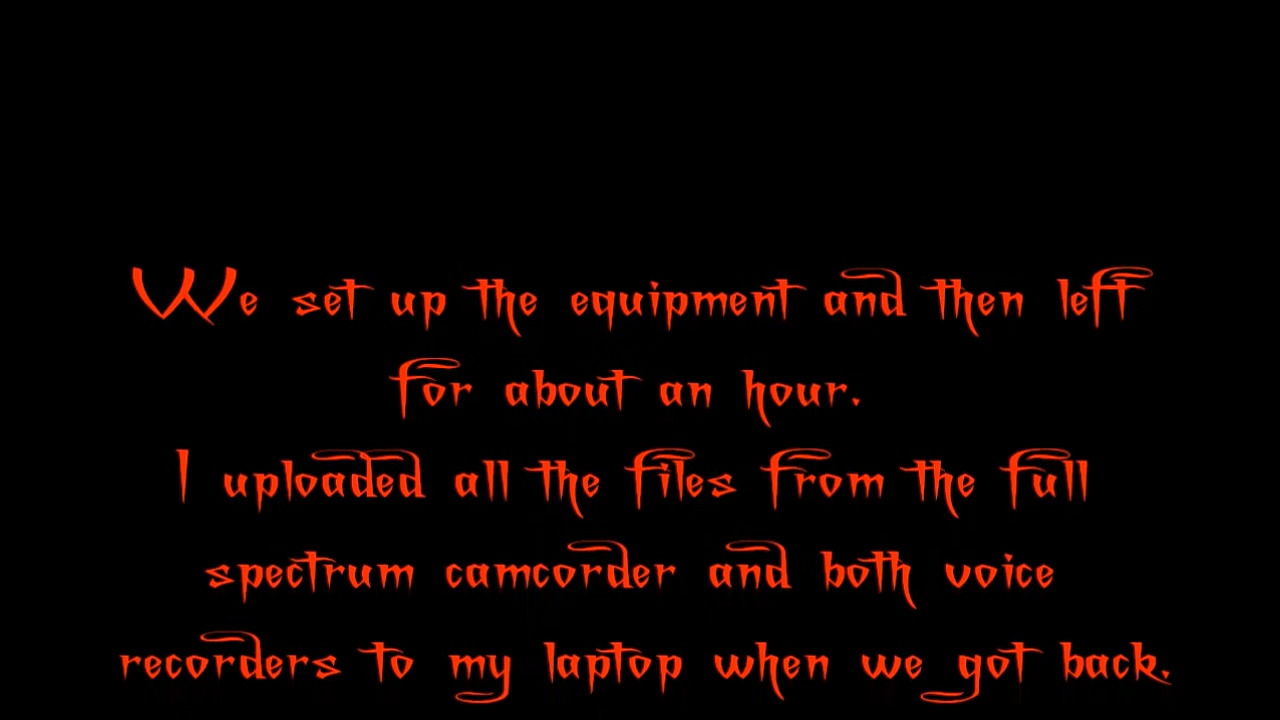 We set up the equipment and then left
for about an hour.
I uploaded all the files from the full
spectrum camcorder and both voice
recorders to my laptop when we got back.